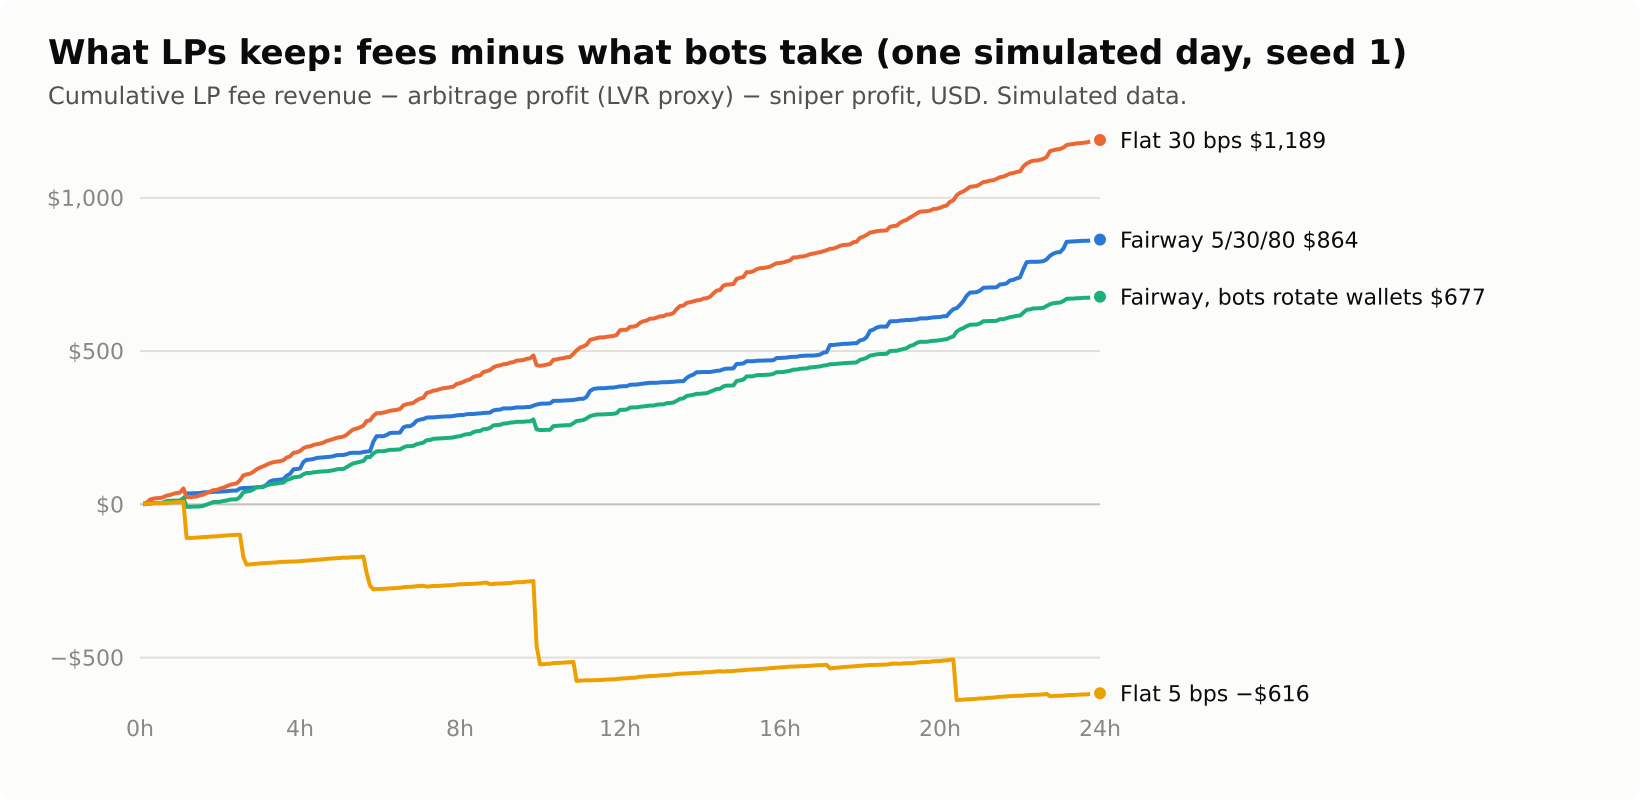 What LPs keep: fees minus what bots take (one simulated day, seed 1)
Cumulative LP fee revenue − arbitrage profit (LVR proxy) − sniper profit, USD. Simulated data.
Flat 30 bps $1,189
$1,000
Fairway 5/30/80 $864
Fairway, bots rotate wallets $677
$500
$0
−$500
Flat 5 bps −$616
0h 4h 8h 12h 16h 20h 24h